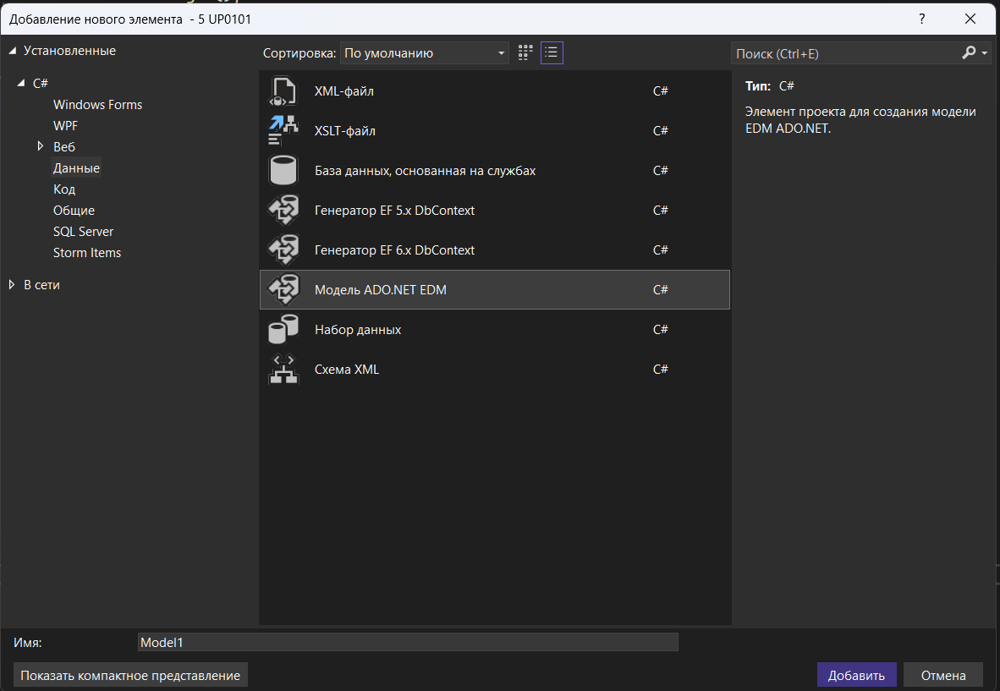 Добавление нового элемента - 5 UP0101
?
Установленные
C#
Windows Forms
WPF
Веб
Данные
Код
Общие
SQL Server
Storm Items
В сети
Сортировка: По умолчанию
XML-файл C#
XSLT-файл C#
База данных, основанная на службах C#
Генератор EF 5.x DbContext C#
Генератор EF 6.x DbContext C#
Модель ADO.NET EDM C#
Набор данных C#
Схема XML C#
Поиск (Ctrl+E)
Тип: C#
Элемент проекта для создания модели
EDM ADO.NET.
Имя: Model1
Показать компактное представление
Добавить
Отмена